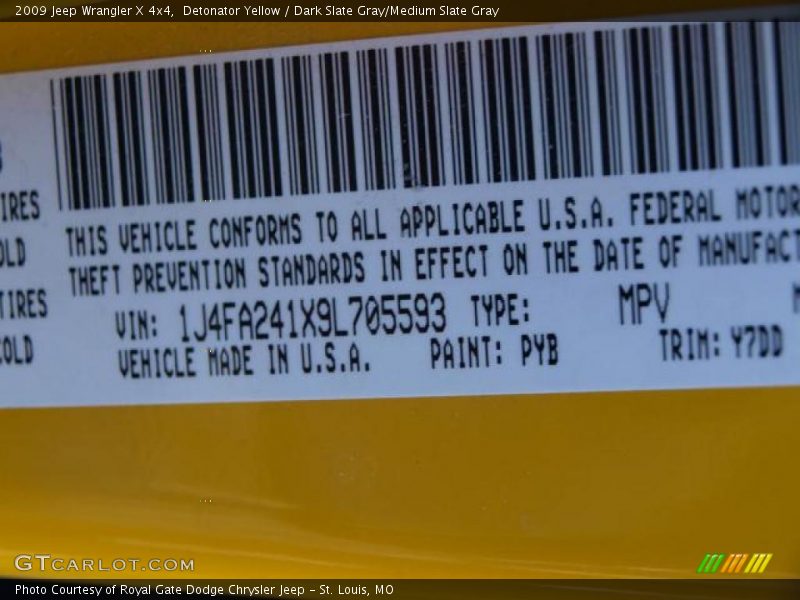 2009 Jeep Wrangler X 4x4,  Detonator Yellow / Dark Slate Gray/Medium Slate Gray
IRES
OLD
TIRES
COLD
THIS VEHICLE CONFORMS TO ALL APPLICABLE U.S.A. FEDERAL MOTOR
THEFT PREVENTION STANDARDS IN EFFECT ON THE DATE OF MANUFACT
VIN: 1J4FA241X9L705593 TYPE: MPV
VEHICLE MADE IN U.S.A. PAINT: PYB TRIM: Y7DD
GTCARLOT.COM
Photo Courtesy of Royal Gate Dodge Chrysler Jeep – St. Louis, MO